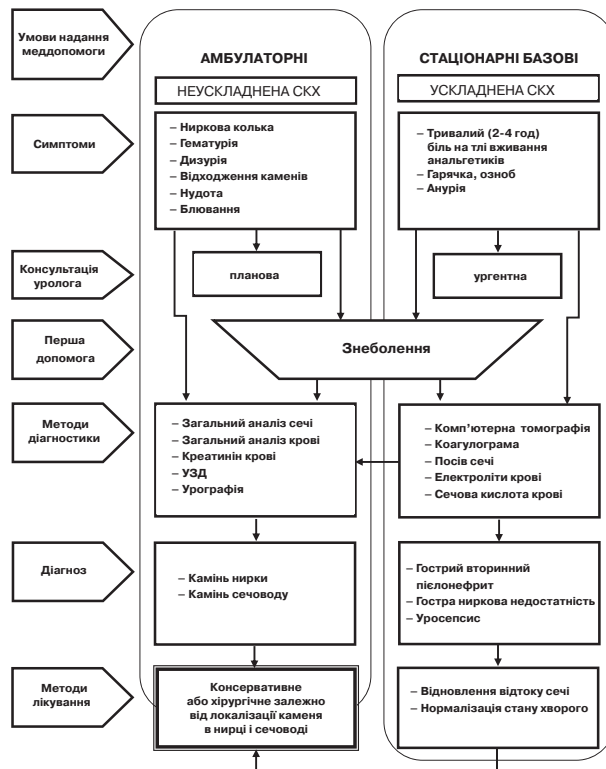 Умови надання
меддопомоги
АМБУЛАТОРНІ
СТАЦІОНАРНІ БАЗОВІ
НЕУСКЛАДНЕНА СКХ
УСКЛАДНЕНА СКХ
Симптоми
– Ниркова колька
– Гематурія
– Дизурія
– Відходження каменів
– Нудота
– Блювання
– Тривалий (2-4 год)
біль на тлі вживання
анальгетиків
– Гарячка, озноб
– Анурія
Консультація
уролога
планова
ургентна
Перша
допомога
Знеболення
Методи
діагностики
– Загальний аналіз сечі
– Загальний аналіз крові
– Креатинін крові
– УЗД
– Урографія
– Комп’ютерна томографія
– Коагулограма
– Посів сечі
– Електроліти крові
– Сечова кислота крові
Діагноз
– Камінь нирки
– Камінь сечоводу
– Гострий вторинний
пієлонефрит
– Гостра ниркова недостатність
– Уросепсис
Методи
лікування
Консервативне
або хірургічне залежно
від локалізації каменя
в нирці і сечоводі
– Відновлення відтоку сечі
– Нормалізація стану хворого